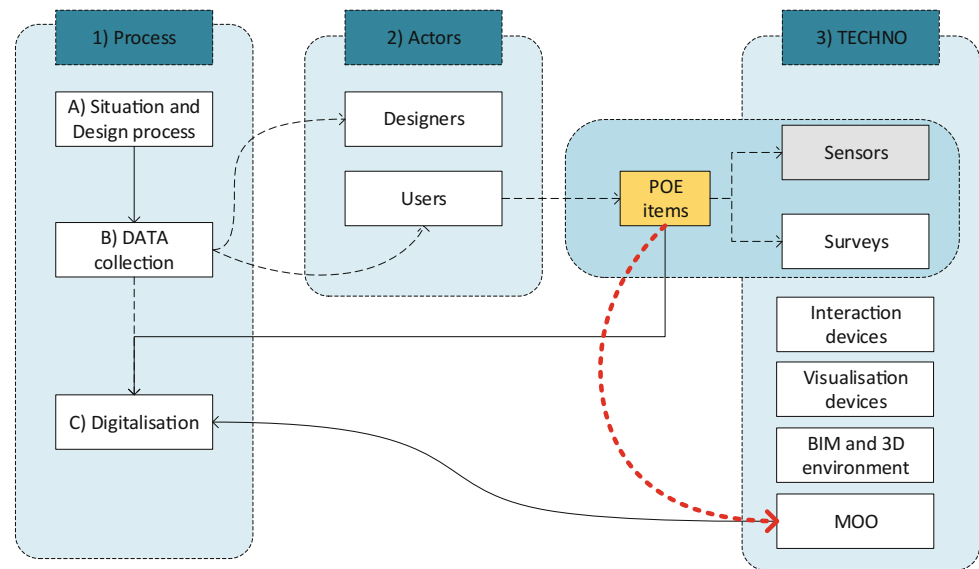 1) Process
A) Situation and
Design process
B) DATA
collection
C) Digitalisation
2) Actors
Designers
Users
POE
items
3) TECHNO
Sensors
Surveys
Interaction
devices
Visualisation
devices
BIM and 3D
environment
MOO